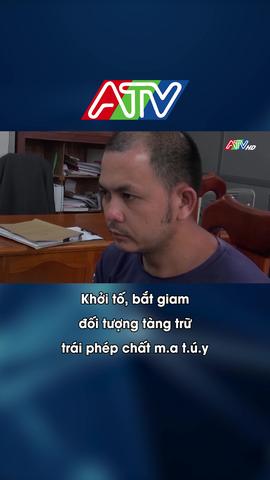 ATV
ATV HD
Khởi tố, bắt giam
đối tượng tàng trữ
trái phép chất m.a t.ú.y